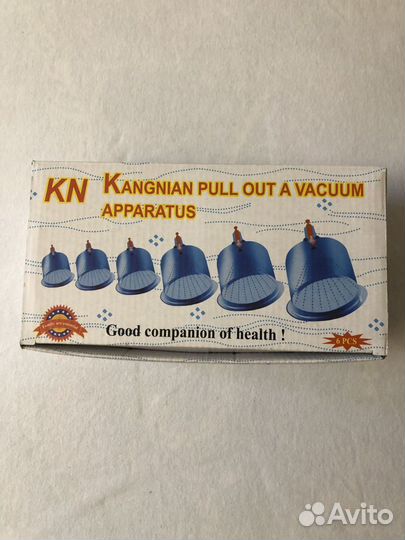 KN
KANGNIAN PULL OUT A VACUUM
APPARATUS
Good companion of health !
6 PCS
Avito